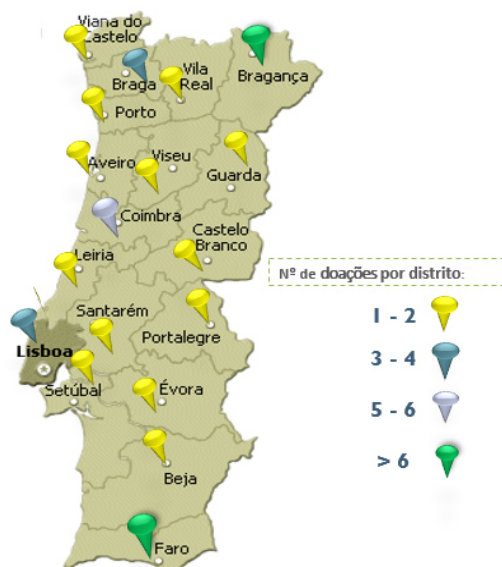 Viana do
Castelo
Braga
Vila
Real
Bragança
Porto
Aveiro
Viseu
Guarda
Coimbra
Castelo
Branco
Leiria
Santarém
Portalegre
Lisboa
Setúbal
Évora
Beja
Faro
Nº de doações por distrito:
1 - 2
3 - 4
5 - 6
> 6